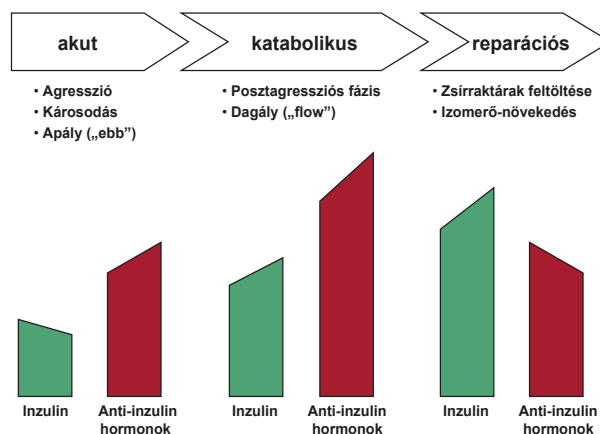 akut
katabolikus
reparációs
• Agresszió
• Károsodás
• Apály („ebb”)
• Posztagressziós fázis
• Dagály („flow”)
• Zsírraktárak feltöltése
• Izomerő-növekedés
Inzulin
Anti-inzulin
hormonok
Inzulin
Anti-inzulin
hormonok
Inzulin
Anti-inzulin
hormonok